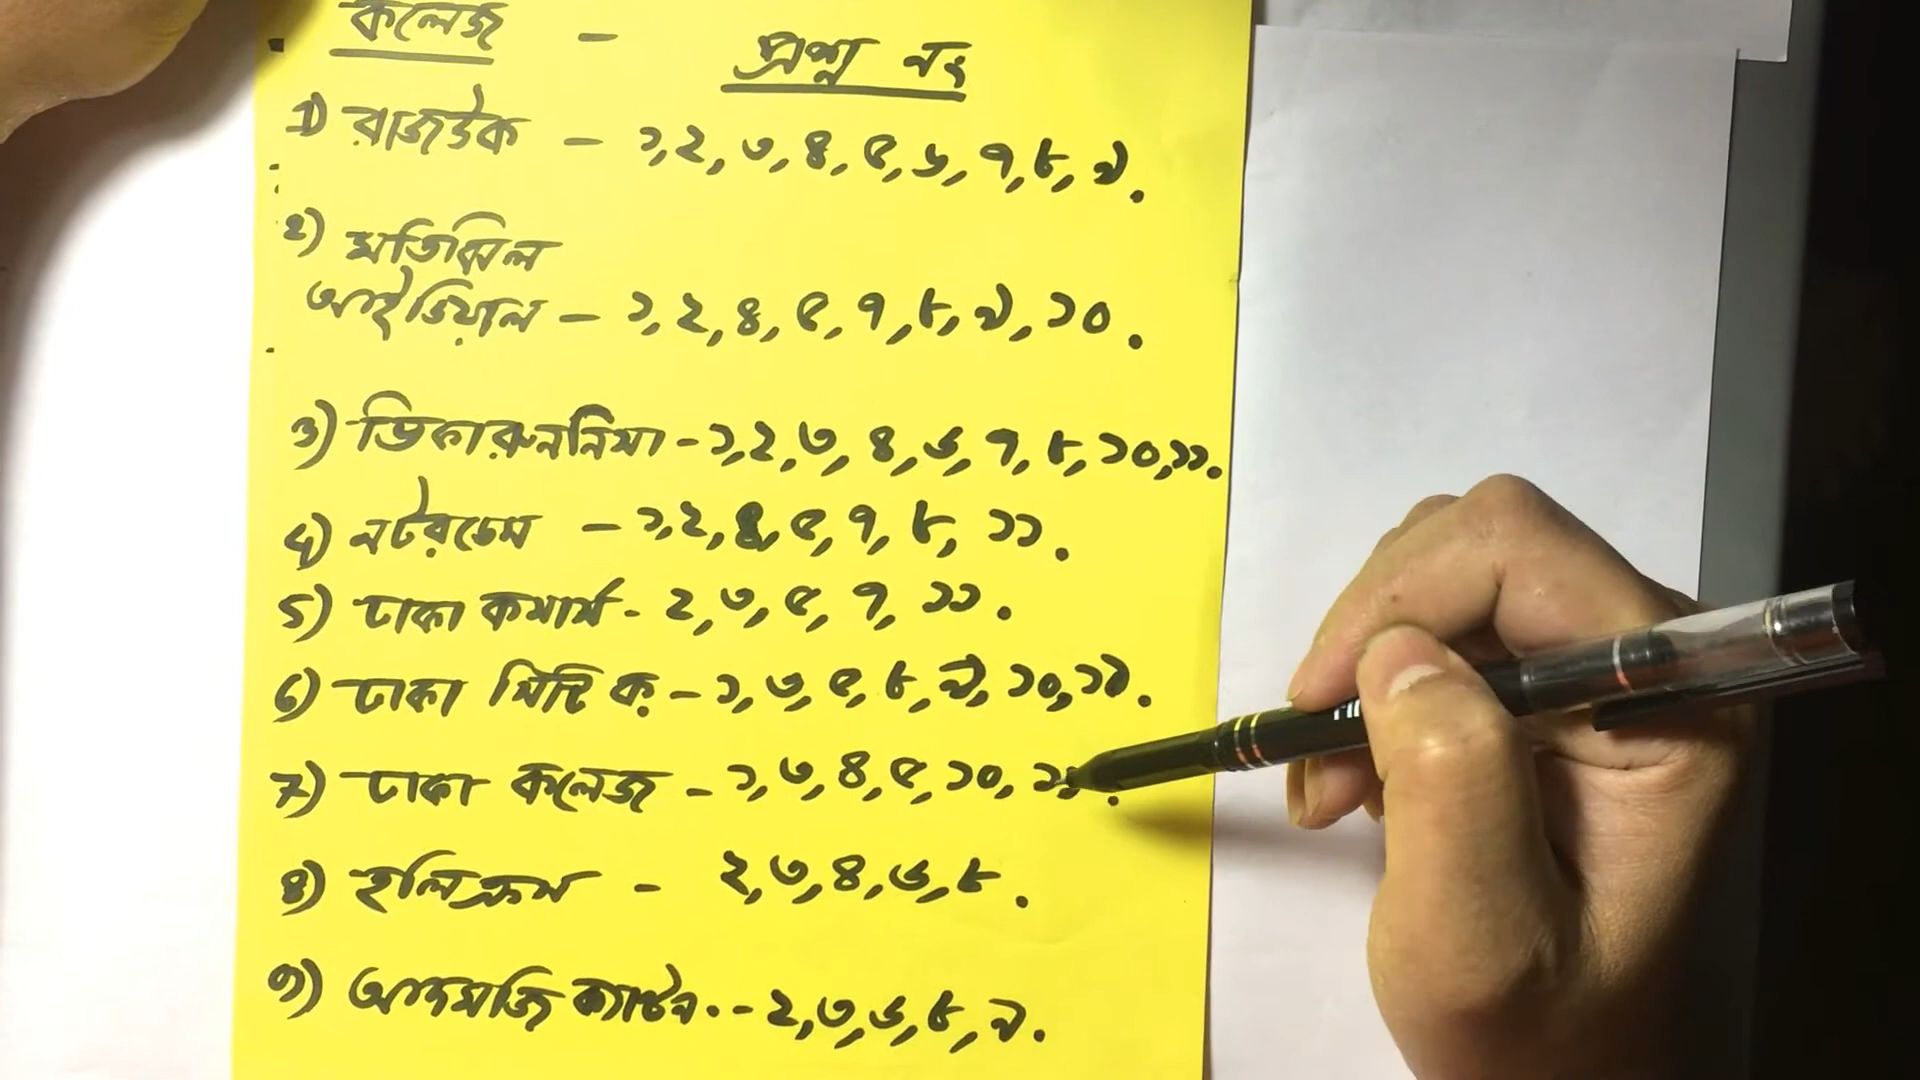 কলেজ - প্রশ্ন নং
1) রাজউক - ১,২,৩,৪,৫,৬,৭,৮,৯.
2) মতিঝিল
আইডিয়াল - ১,২,৪,৫,৭,৮,৯,১০.
3) ভিকারুননিসা - ১,২,৩,৪,৬,৭,৮,১০,১১.
4) নটরডেম - ১,২,৪,৫,৭,৮,১১.
5) ঢাকা কমার্স - ২,৩,৫,৭,১১.
6) ঢাকা সিটি ক. - ১,৩,৫,৮,৯,১০,১১.
7) ঢাকা কলেজ - ১,৩,৪,৫,১০,
8) হলিক্রস - ২,৩,৪,৬,৮.
9) আদমজি ক্যান্টন. - ২,৩,৬,৮,৯.